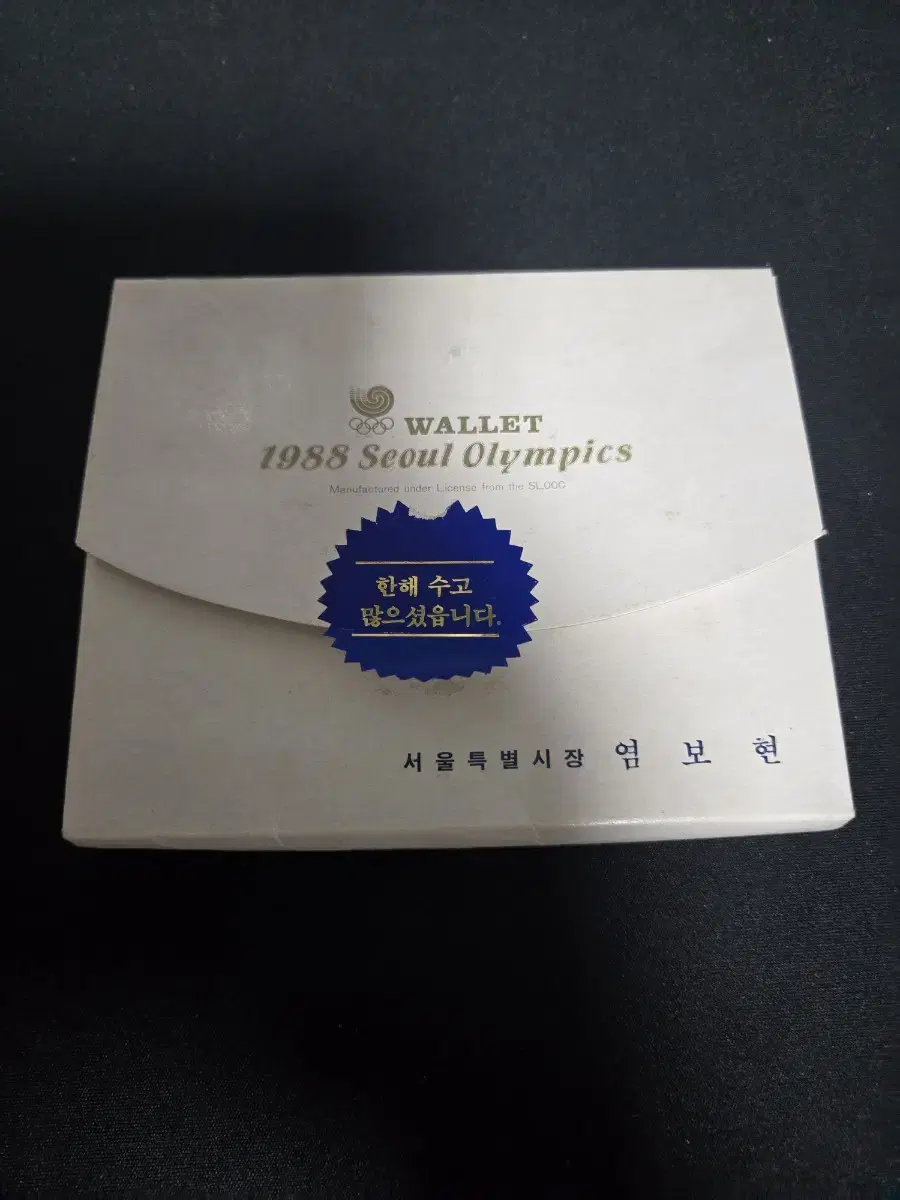 WALLET
1988 Seoul Olympics
Manufactured under License from the SLOOC
한해 수고
많으셨읍니다.
서울특별시장 염보현